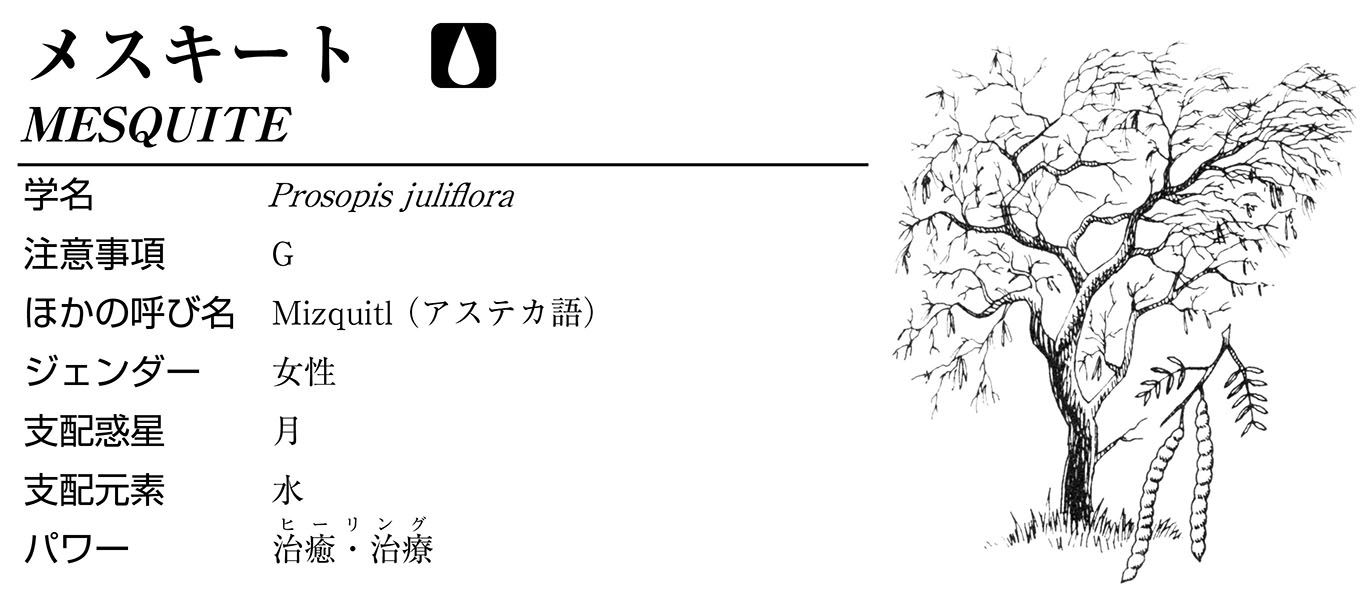 メスキート
MESQUITE
学名 Prosopis juliflora
注意事項 G
ほかの呼び名 Mizquitl（アステカ語）
ジェンダー 女性
支配惑星 月
支配元素 水
ヒーリング
パワー 治癒・治療